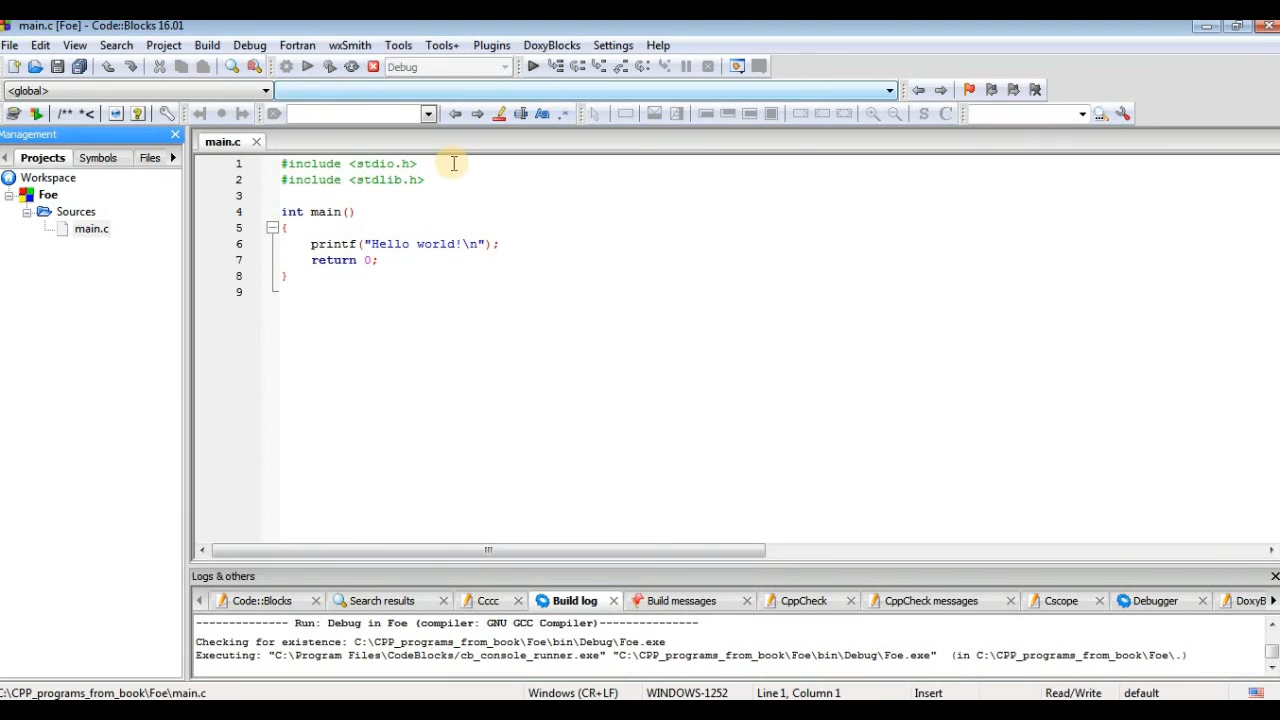 main.c [Foe] - Code::Blocks 16.01
File Edit View Search Project Build Debug Fortran wxSmith Tools Tools+ Plugins DoxyBlocks Settings Help
Debug
<global>
/** *<
Aa .*
S C
Management
Projects Symbols Files
Workspace
Foe
Sources
main.c
main.c
1 #include <stdio.h>
2 #include <stdlib.h>
3
4 int main()
5 {
6 printf("Hello world!\n");
7 return 0;
8 }
9
Logs & others
Code::Blocks Search results Cccc Build log Build messages CppCheck CppCheck messages Cscope Debugger DoxyB
-------------- Run: Debug in Foe (compiler: GNU GCC Compiler)---------------
Checking for existence: C:\CPP_programs_from_book\Foe\bin\Debug\Foe.exe
Executing: "C:\Program Files\CodeBlocks/cb_console_runner.exe" "C:\CPP_programs_from_book\Foe\bin\Debug\Foe.exe" (in C:\CPP_programs_from_book\Foe\.)
C:\CPP_programs_from_book\Foe\main.c Windows (CR+LF) WINDOWS-1252 Line 1, Column 1 Insert Read/Write default